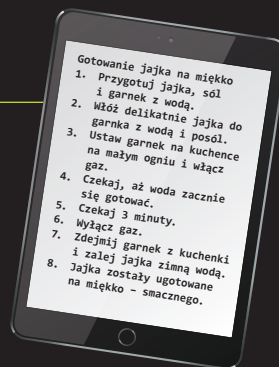 Gotowanie jajka na miękko
1. Przygotuj jajka, sól
i garnek z wodą.
2. Włóż delikatnie jajka do
garnka z wodą i posól.
3. Ustaw garnek na kuchence
na małym ogniu i włącz
gaz.
4. Czekaj, aż woda zacznie
się gotować.
5. Czekaj 3 minuty.
6. Wyłącz gaz.
7. Zdejmij garnek z kuchenki
i zalej jajka zimną wodą.
8. Jajka zostały ugotowane
na miękko – smacznego.